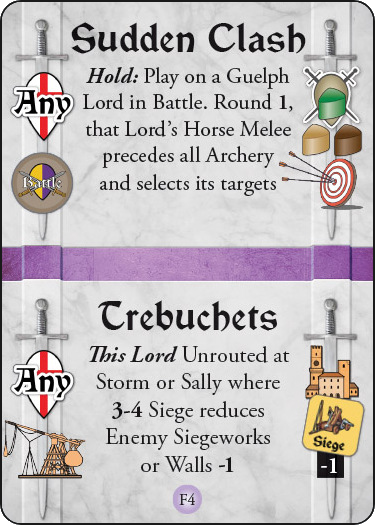 Sudden Clash
Hold: Play on a Guelph
Lord in Battle. Round 1,
that Lord's Horse Melee
precedes all Archery
and selects its targets
Any
Battle
Trebuchets
This Lord Unrouted at
Storm or Sally where
3-4 Siege reduces
Enemy Siegeworks
or Walls -1
Any
Siege
-1
F4